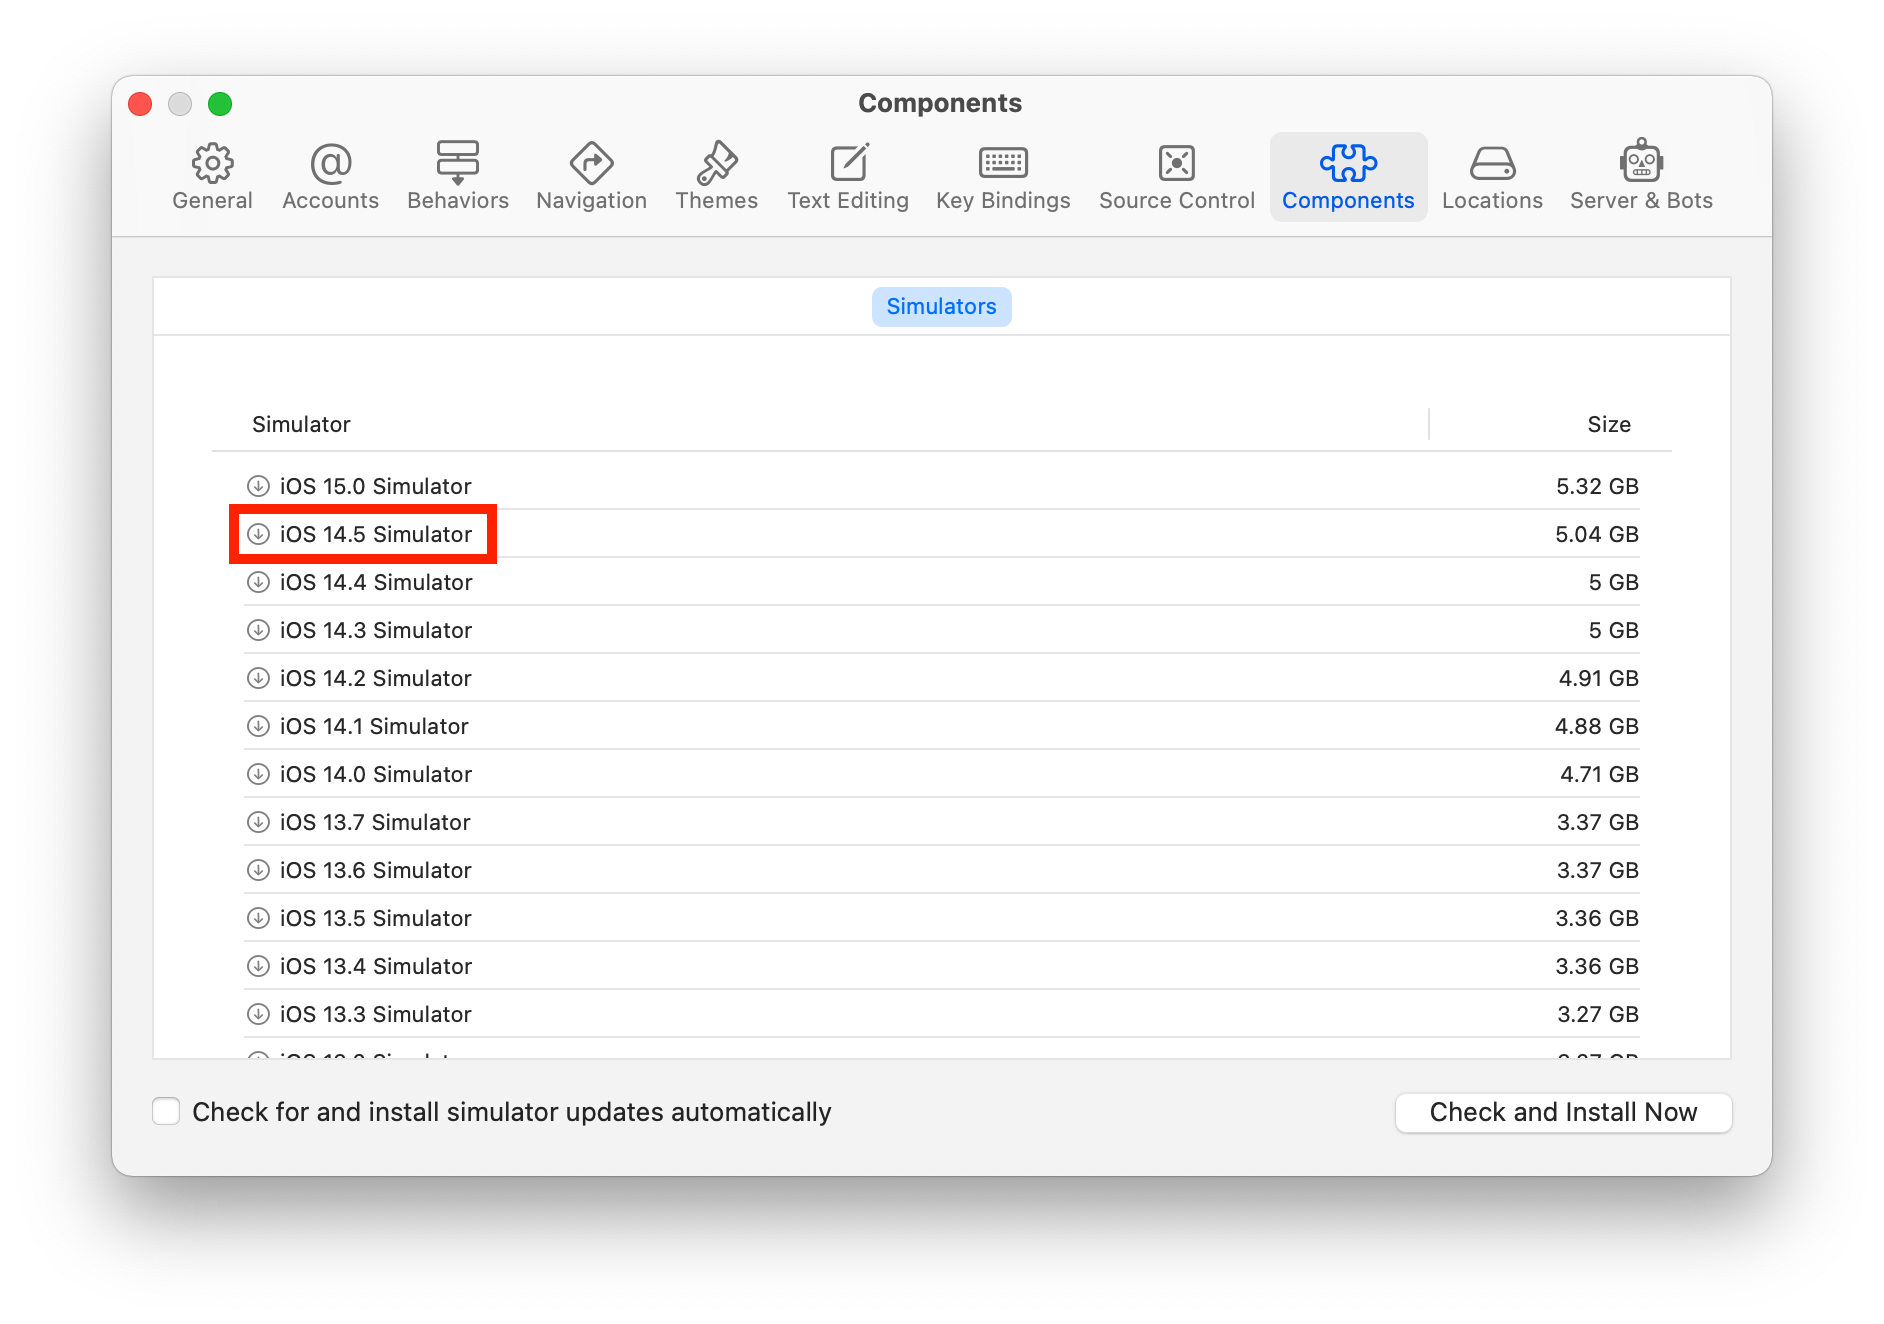 Components
General Accounts Behaviors Navigation Themes Text Editing Key Bindings Source Control Components Locations Server & Bots
Simulators
Simulator Size
iOS 15.0 Simulator 5.32 GB
iOS 14.5 Simulator 5.04 GB
iOS 14.4 Simulator 5 GB
iOS 14.3 Simulator 5 GB
iOS 14.2 Simulator 4.91 GB
iOS 14.1 Simulator 4.88 GB
iOS 14.0 Simulator 4.71 GB
iOS 13.7 Simulator 3.37 GB
iOS 13.6 Simulator 3.37 GB
iOS 13.5 Simulator 3.36 GB
iOS 13.4 Simulator 3.36 GB
iOS 13.3 Simulator 3.27 GB
Check for and install simulator updates automatically Check and Install Now